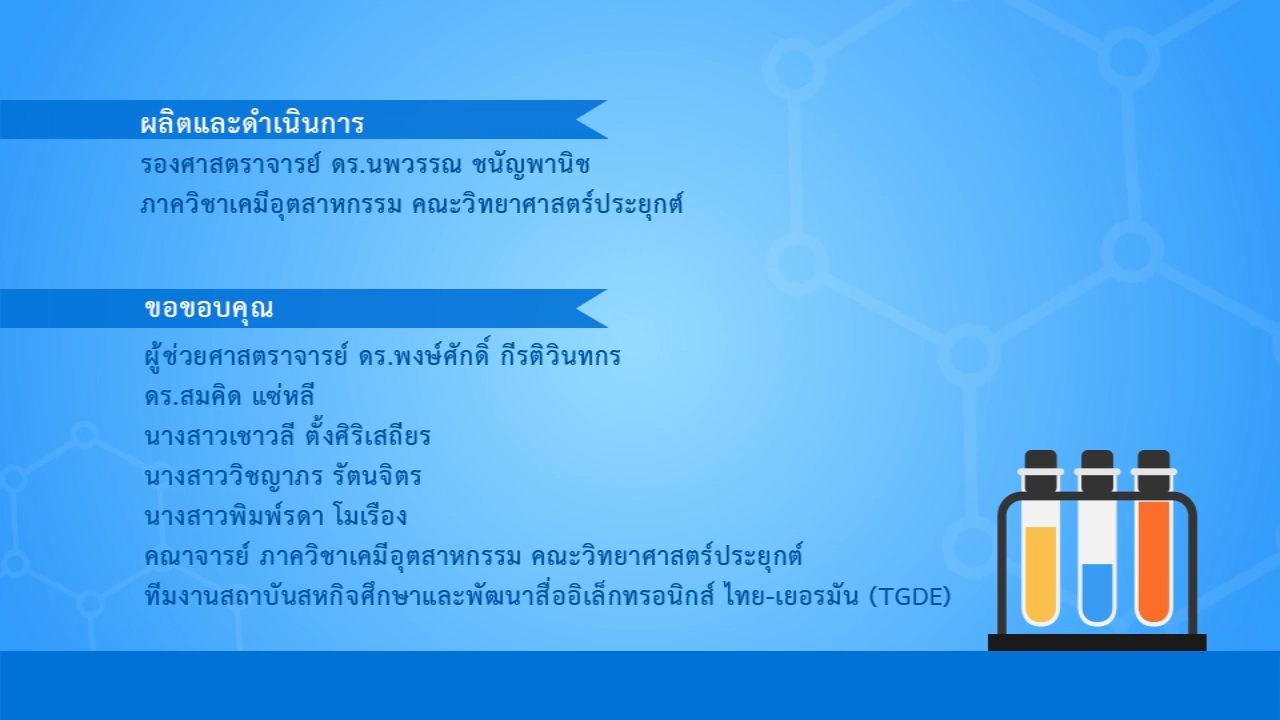 ผลิตและดำเนินการ
รองศาสตราจารย์ ดร.นพวรรณ ชนัญพานิช
ภาควิชาเคมีอุตสาหกรรม คณะวิทยาศาสตร์ประยุกต์
ขอขอบคุณ
ผู้ช่วยศาสตราจารย์ ดร.พงษ์ศักดิ์ กีรติวินทกร
ดร.สมคิด แซ่หลี
นางสาวเชาวลี ตั้งศิริเสถียร
นางสาววิชญาภร รัตนจิตร
นางสาวพิมพ์รดา โมเรือง
คณาจารย์ ภาควิชาเคมีอุตสาหกรรม คณะวิทยาศาสตร์ประยุกต์
ทีมงานสถาบันสหกิจศึกษาและพัฒนาสื่ออิเล็กทรอนิกส์ ไทย-เยอรมัน (TGDE)